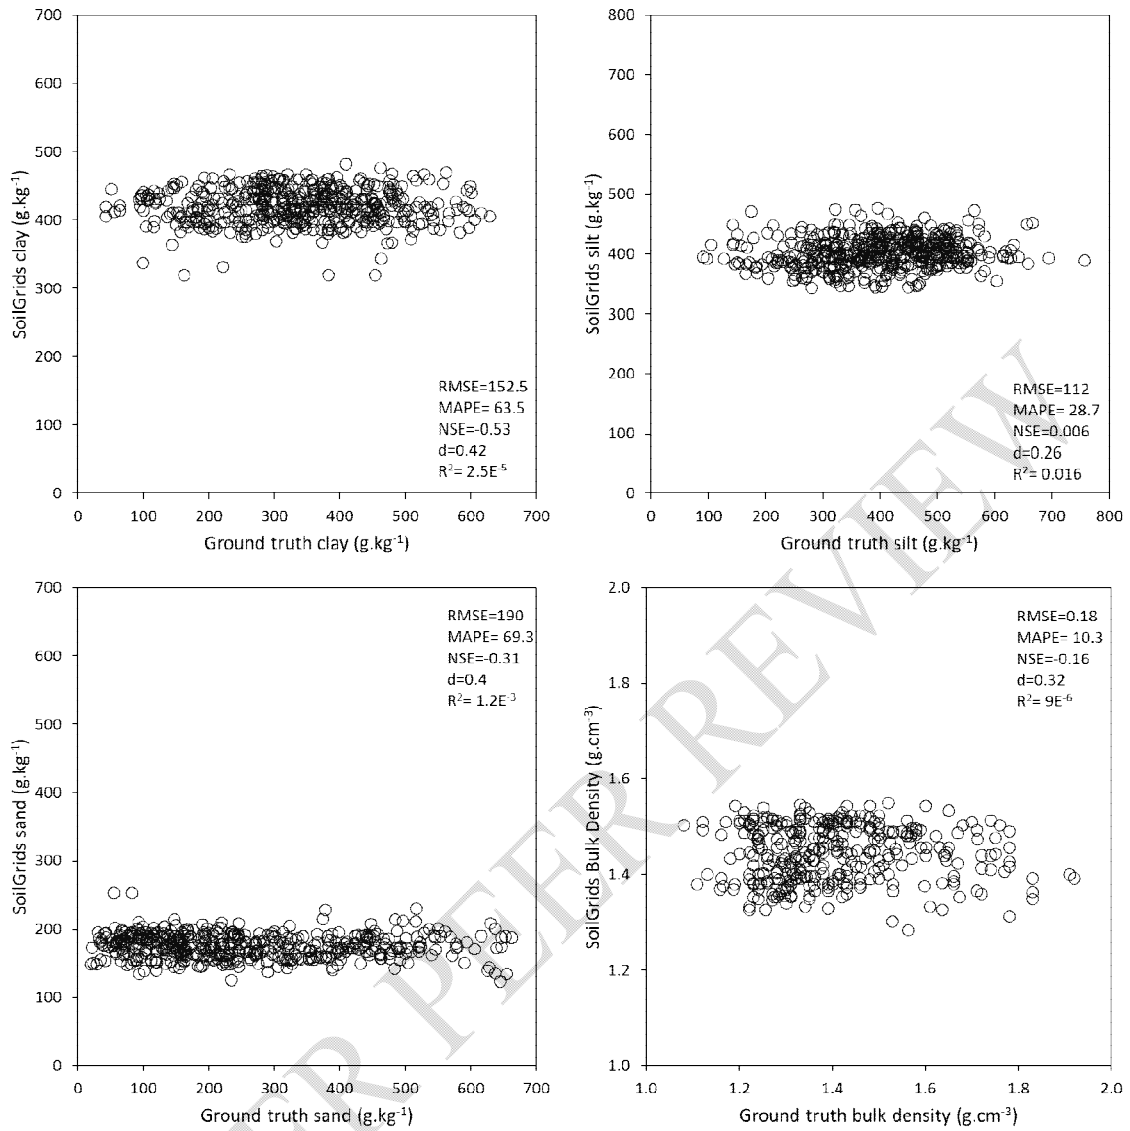 700
600
500
400
300
200
100
0
SoilGrids clay (g.kg⁻¹)
RMSE=152.5
MAPE= 63.5
NSE=-0.53
d=0.42
R²= 2.5E⁻⁵
0 100 200 300 400 500 600 700
Ground truth clay (g.kg⁻¹)
800
700
600
500
400
300
200
100
0
SoilGrids silt (g.kg⁻¹)
RMSE=112
MAPE= 28.7
NSE=0.006
d=0.26
R²= 0.016
0 100 200 300 400 500 600 700 800
Ground truth silt (g.kg⁻¹)
700
600
500
400
300
200
100
0
SoilGrids sand (g.kg⁻¹)
RMSE=190
MAPE= 69.3
NSE=-0.31
d=0.4
R²= 1.2E⁻³
0 100 200 300 400 500 600 700
Ground truth sand (g.kg⁻¹)
2.0
1.8
1.6
1.4
1.2
1.0
SoilGrids Bulk Density (g.cm⁻³)
RMSE=0.18
MAPE= 10.3
NSE=-0.16
d=0.32
R²= 9E⁻⁶
1.0 1.2 1.4 1.6 1.8 2.0
Ground truth bulk density (g.cm⁻³)
ER PEER REVIEW